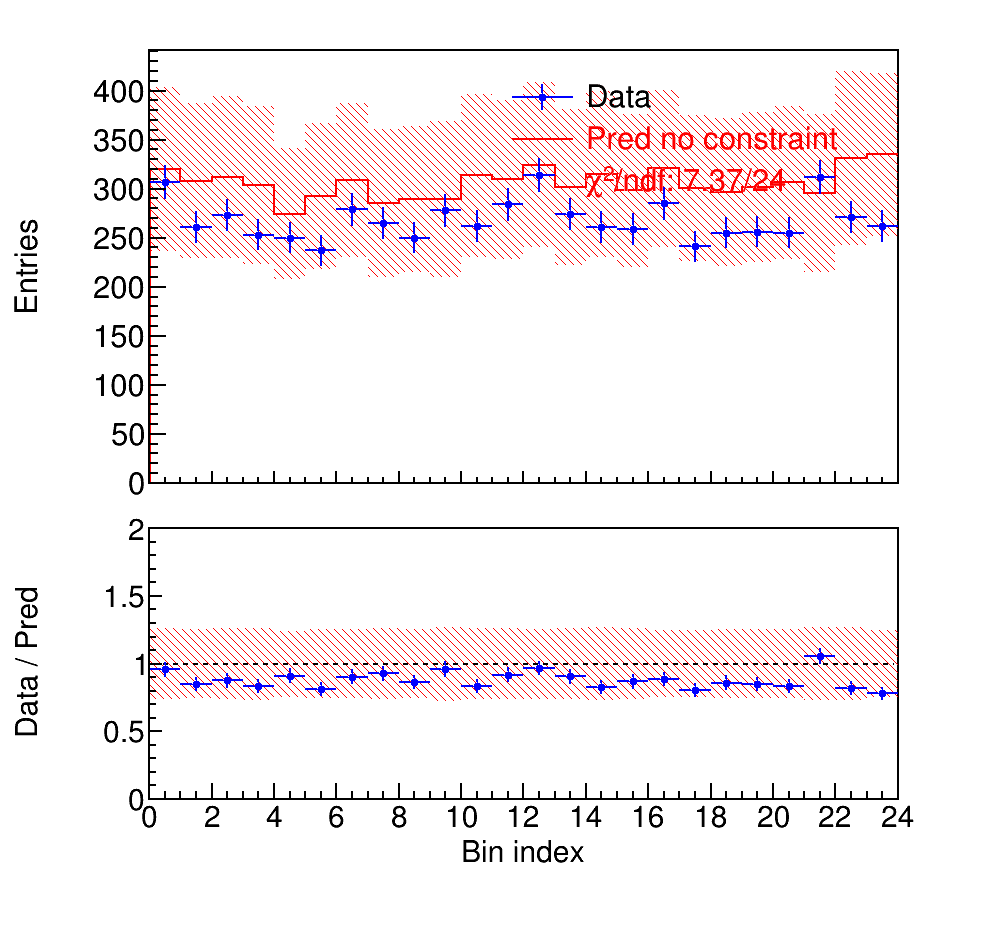 Data
Pred no constraint
χ²/ndf: 7.37/24
400
350
300
250
200
150
100
50
0
Entries
2
1.5
1
0.5
0
Data / Pred
0 2 4 6 8 10 12 14 16 18 20 22 24
Bin index